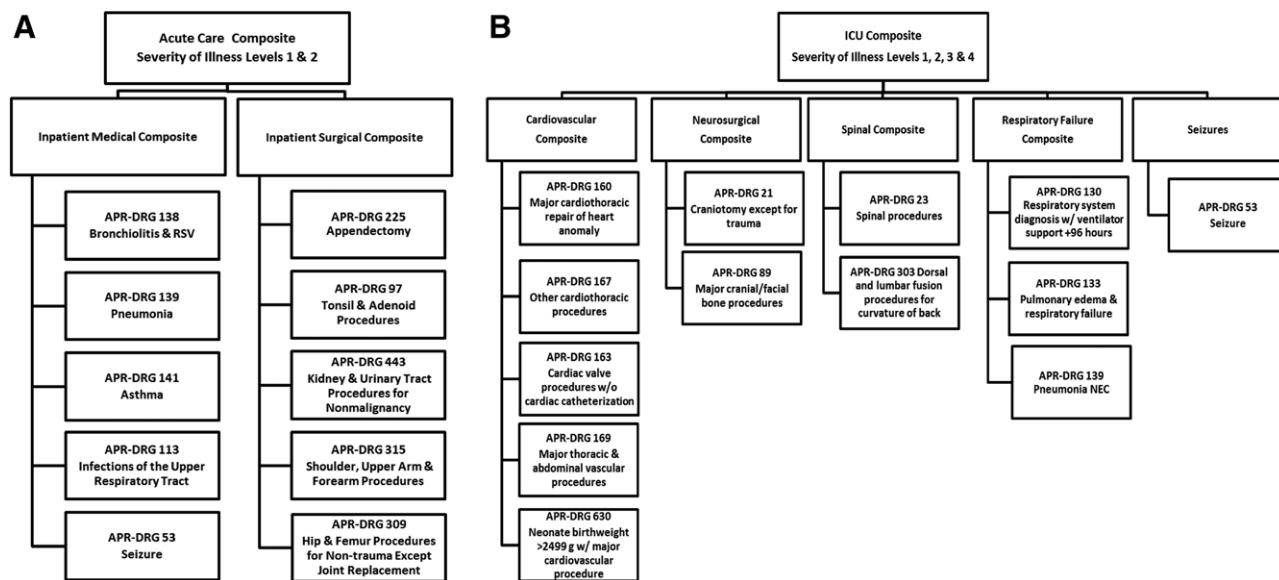 A
Acute Care Composite
Severity of Illness Levels 1 & 2
Inpatient Medical Composite
APR-DRG 138
Bronchiolitis & RSV
APR-DRG 139
Pneumonia
APR-DRG 141
Asthma
APR-DRG 113
Infections of the Upper
Respiratory Tract
APR-DRG 53
Seizure
Inpatient Surgical Composite
APR-DRG 225
Appendectomy
APR-DRG 97
Tonsil & Adenoid
Procedures
APR-DRG 443
Kidney & Urinary Tract
Procedures for
Nonmalignancy
APR-DRG 315
Shoulder, Upper Arm &
Forearm Procedures
APR-DRG 309
Hip & Femur Procedures
for Non-trauma Except
Joint Replacement
B
ICU Composite
Severity of Illness Levels 1, 2, 3 & 4
Cardiovascular
Composite
APR-DRG 160
Major cardiothoracic
repair of heart
anomaly
APR-DRG 167
Other cardiothoracic
procedures
APR-DRG 163
Cardiac valve
procedures w/o
cardiac catheterization
APR-DRG 169
Major thoracic &
abdominal vascular
procedures
APR-DRG 630
Neonate birthweight
>2499 g w/ major
cardiovascular
procedure
Neurosurgical
Composite
APR-DRG 21
Craniotomy except for
trauma
APR-DRG 89
Major cranial/facial
bone procedures
Spinal Composite
APR-DRG 23
Spinal procedures
APR-DRG 303 Dorsal
and lumbar fusion
procedures for
curvature of back
Respiratory Failure
Composite
APR-DRG 130
Respiratory system
diagnosis w/ ventilator
support +96 hours
APR-DRG 133
Pulmonary edema &
respiratory failure
APR-DRG 139
Pneumonia NEC
Seizures
APR-DRG 53
Seizure